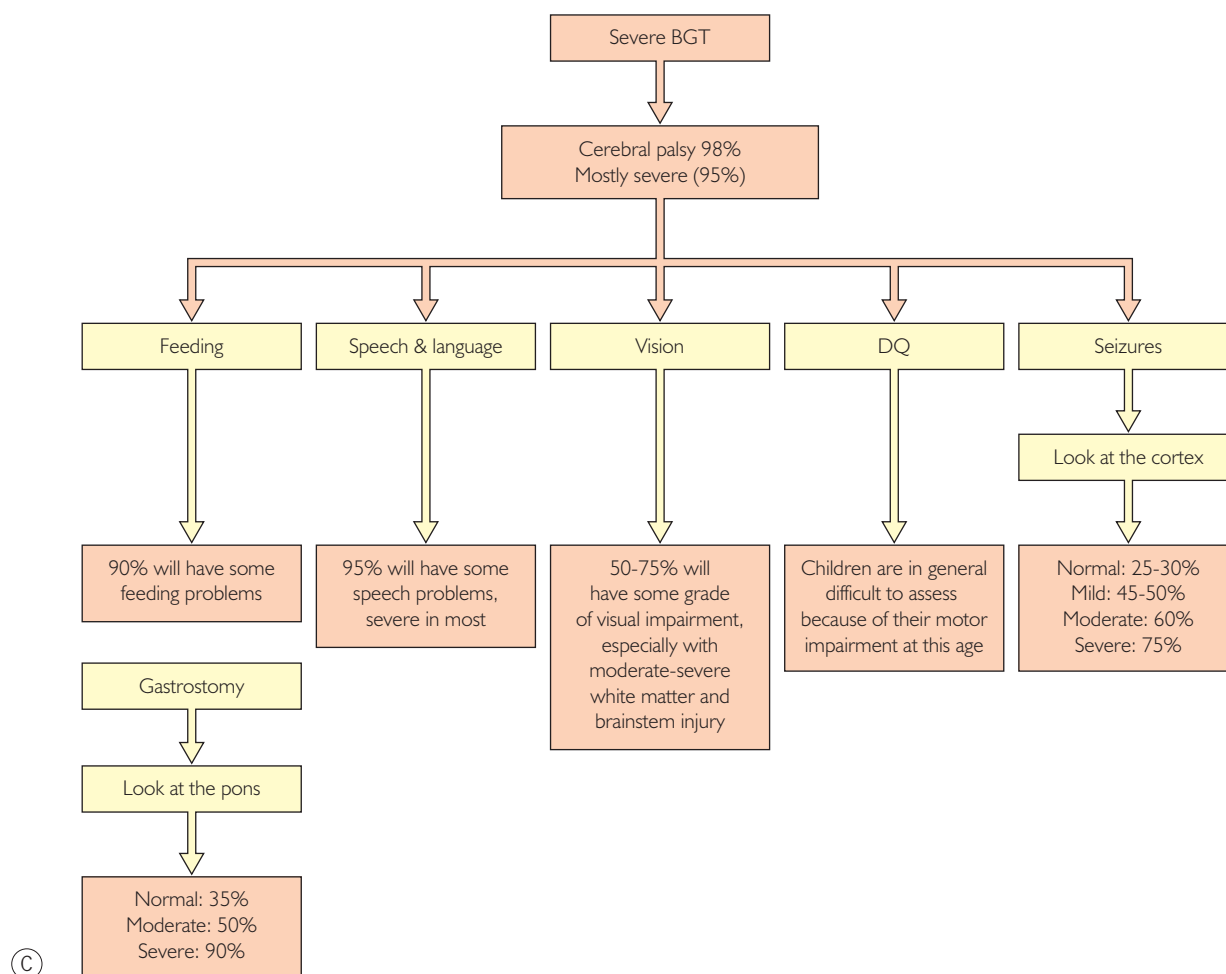 Severe BGT
Cerebral palsy 98%
Mostly severe (95%)
Feeding
Speech & language
Vision
DQ
Seizures
Look at the cortex
90% will have some
feeding problems
95% will have some
speech problems,
severe in most
50-75% will
have some grade
of visual impairment,
especially with
moderate-severe
white matter and
brainstem injury
Children are in general
difficult to assess
because of their motor
impairment at this age
Normal: 25-30%
Mild: 45-50%
Moderate: 60%
Severe: 75%
Gastrostomy
Look at the pons
Normal: 35%
Moderate: 50%
Severe: 90%
C